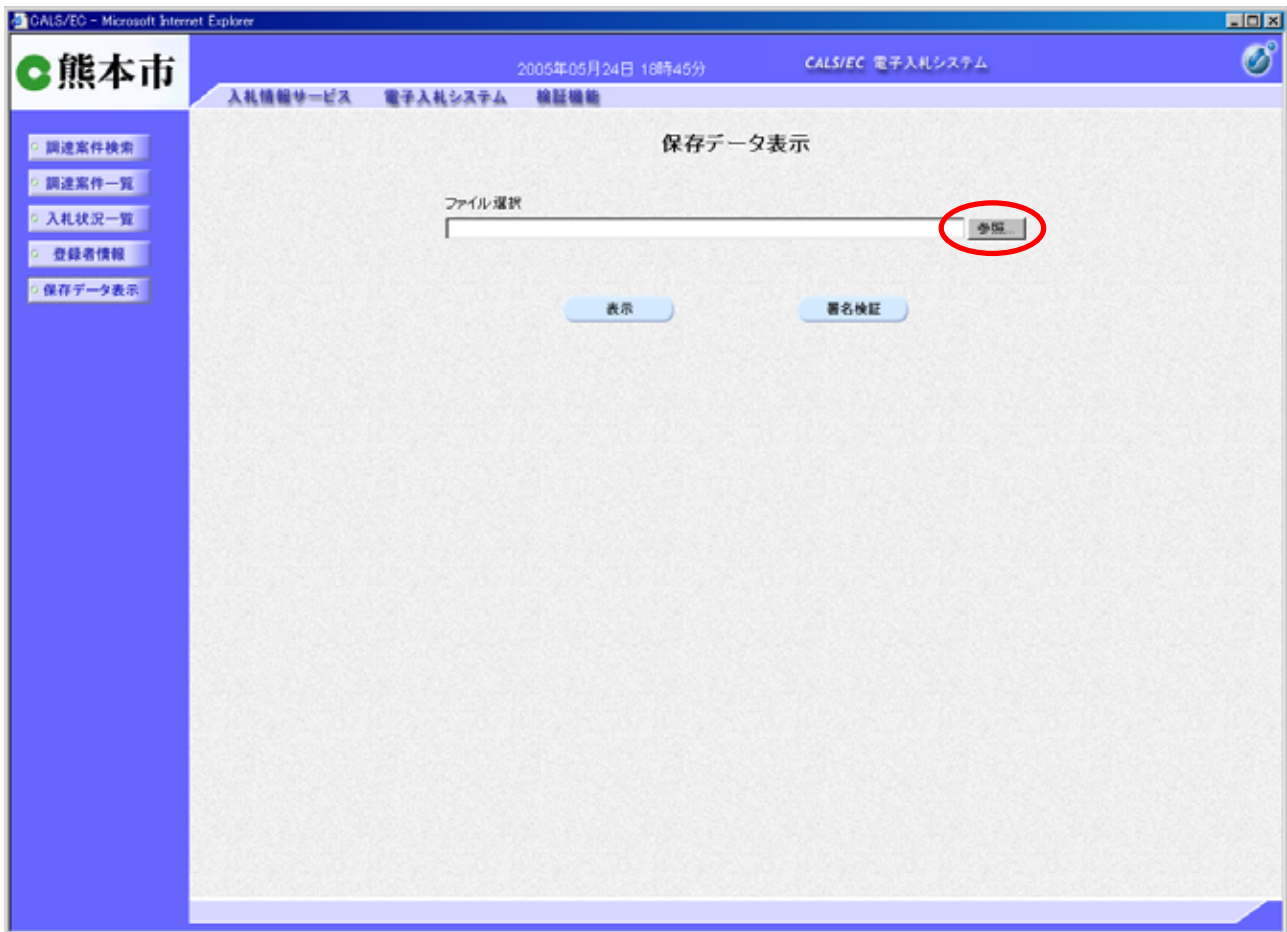 CALS/EC - Microsoft Internet Explorer
熊本市
2005年05月24日 18時45分
CALS/EC 電子入札システム
入札情報サービス 電子入札システム 検証機能
調達案件検索
調達案件一覧
入札状況一覧
登録者情報
保存データ表示
保存データ表示
ファイル選択
参照...
表示
署名検証